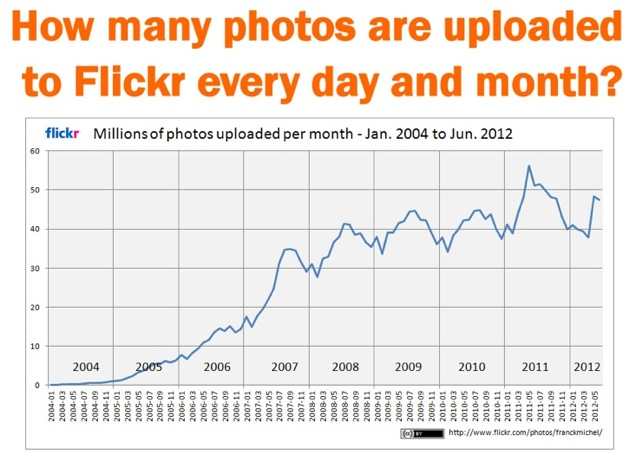 How many photos are uploaded
to Flickr every day and month?
flickr Millions of photos uploaded per month - Jan. 2004 to Jun. 2012
60
50
40
30
20
10
0
2004 2005 2006 2007 2008 2009 2010 2011 2012
2004-01 2004-03 2004-05 2004-07 2004-09 2004-11 2005-01 2005-03 2005-05 2005-07 2005-09 2005-11 2006-01 2006-03 2006-05 2006-07 2006-09 2006-11 2007-01 2007-03 2007-05 2007-07 2007-09 2007-11 2008-01 2008-03 2008-05 2008-07 2008-09 2008-11 2009-01 2009-03 2009-05 2009-07 2009-09 2009-11 2010-01 2010-03 2010-05 2010-07 2010-09 2010-11 2011-01 2011-03 2011-05 2011-07 2011-09 2011-11 2012-01 2012-03 2012-05
cc BY http://www.flickr.com/photos/franckmichel/